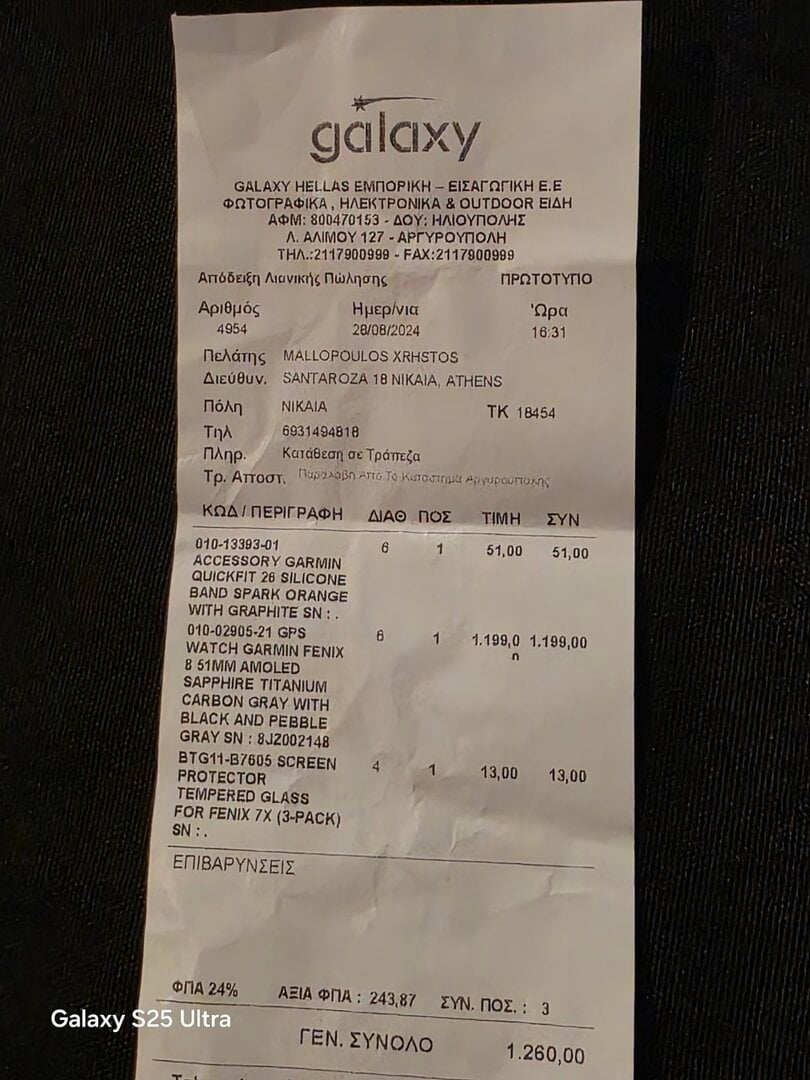 galaxy
GALAXY HELLAS ΕΜΠΟΡΙΚΗ – ΕΙΣΑΓΩΓΙΚΗ Ε.Ε
ΦΩΤΟΓΡΑΦΙΚΑ , ΗΛΕΚΤΡΟΝΙΚΑ & OUTDOOR ΕΙΔΗ
ΑΦΜ: 800470153 - ΔΟΥ: ΗΛΙΟΥΠΟΛΗΣ
Λ. ΑΛΙΜΟΥ 127 - ΑΡΓΥΡΟΥΠΟΛΗ
ΤΗΛ.:2117900999 - FAX:2117900999
Απόδειξη Λιανικής Πώλησης ΠΡΩΤΟΤΥΠΟ
Αριθμός Ημερ/νια Ώρα
4954 28/08/2024 16:31
Πελάτης MALLOPOULOS XRHSTOS
Διεύθυν. SANTAROZA 18 NIKAIA, ATHENS
Πόλη NIKAIA ΤΚ 18454
Τηλ 6931494818
Πληρ. Κατάθεση σε Τράπεζα
Τρ. Αποστ. Παραλαβη Απο Το Καταστημα Αργυρουπολης
ΚΩΔ / ΠΕΡΙΓΡΑΦΗ ΔΙΑΘ ΠΟΣ ΤΙΜΗ ΣΥΝ
010-13393-01 6 1 51,00 51,00
ACCESSORY GARMIN
QUICKFIT 26 SILICONE
BAND SPARK ORANGE
WITH GRAPHITE SN : .
010-02905-21 GPS 6 1 1.199,0 1.199,00
WATCH GARMIN FENIX 0
8 51MM AMOLED
SAPPHIRE TITANIUM
CARBON GRAY WITH
BLACK AND PEBBLE
GRAY SN : 8JZ002148
BTG11-B7605 SCREEN 4 1 13,00 13,00
PROTECTOR
TEMPERED GLASS
FOR FENIX 7X (3-PACK)
SN : .
ΕΠΙΒΑΡΥΝΣΕΙΣ
ΦΠΑ 24% ΑΞΙΑ ΦΠΑ : 243,87 ΣΥΝ. ΠΟΣ. : 3
Galaxy S25 Ultra
ΓΕΝ. ΣΥΝΟΛΟ 1.260,00